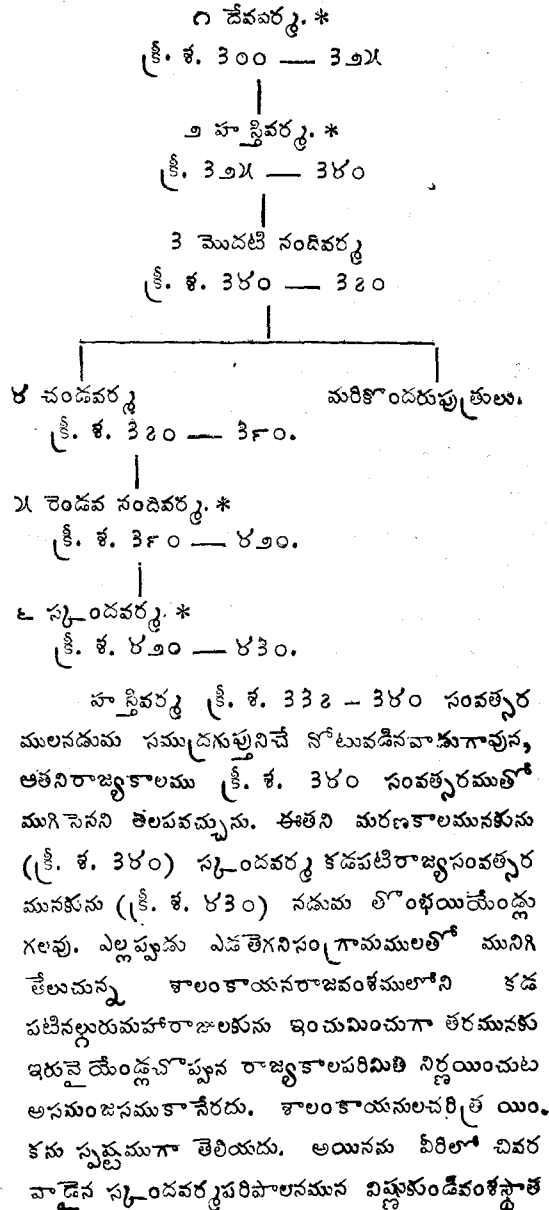 ౧ దేవవర్మ. *
క్రీ. శ. ౩౦౦ — ౩౨౫
౨ హస్తివర్మ. *
క్రీ. ౩౨౫ — ౩౪౦
౩ మొదటి నందివర్మ
క్రీ. శ. ౩౪౦ — ౩౭౦
౪ చండవర్మ మరికొందరుపుత్రులు.
క్రీ. శ. ౩౭౦ — ౩౯౦.
౫ రెండవ నందివర్మ. *
క్రీ. శ. ౩౯౦ — ౪౨౦.
౬ స్కందవర్మ. *
క్రీ. శ. ౪౨౦ — ౪౩౦.
హస్తివర్మ క్రీ. శ. ౩౩౭ – ౩౪౦ సంవత్సర
ములనడుమ సముద్రగుప్తునిచే నోటువడినవాడుగావున,
ఆతనిరాజ్యకాలము క్రీ. శ. ౩౪౦ సంవత్సరముతో
ముగిసెనని తలపవచ్చును. ఈతని మరణకాలమునకును
(క్రీ. శ. ౩౪౦) స్కందవర్మ కడపటిరాజ్యసంవత్సర
మునకును (క్రీ. శ. ౪౩౦) నడుమ తొంభయియేండ్లు
గలవు. ఎల్లప్పుడు ఎడతెగనిసంగ్రామములతో మునిగి
తేలుచున్న శాలంకాయనరాజవంశములోని కడ
పటినల్గురుమహారాజులకును ఇంచుమించుగా తరమునకు
ఇరువైయేండ్లచొప్పున రాజ్యకాలపరిమితి నిర్ణయించుట
అసమంజసముకానేరదు. శాలంకాయనులచరిత్ర యిం.
కను స్పష్టముగా తెలియదు. అయినను వీరిలో చివర
వాడైన స్కందవర్మపరిపాలనమున విష్ణుకుండివంశస్థాత